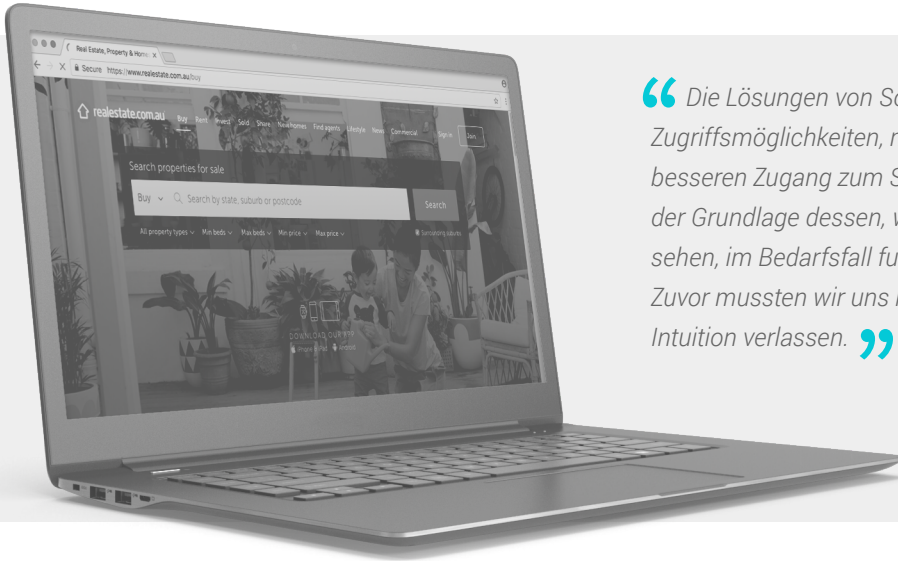 Real Estate, Property & Home
Secure https://www.realestate.com.au/buy
realestate.com.au Buy Rent Invest Sold Share New homes Find agents Lifestyle News Commercial Sign in Join
Search properties for sale
Buy Search by state, suburb or postcode Search
All property types Min beds Max beds Min price Max price Surrounding suburbs
DOWNLOAD OUR APP
iPhone & iPad Android
“ Die Lösungen von So
Zugriffsmöglichkeiten,
besseren Zugang zum S
der Grundlage dessen,
sehen, im Bedarfsfall fu
Zuvor mussten wir uns
Intuition verlassen. ”